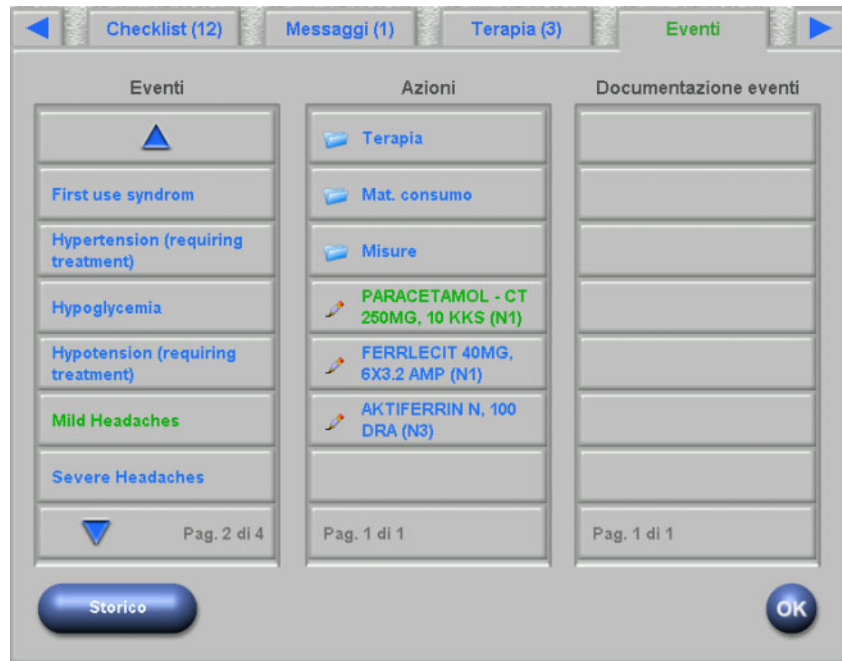 Checklist (12)
Messaggi (1)
Terapia (3)
Eventi
Eventi
Azioni
Documentazione eventi
First use syndrom
Hypertension (requiring
treatment)
Hypoglycemia
Hypotension (requiring
treatment)
Mild Headaches
Severe Headaches
Pag. 2 di 4
Terapia
Mat. consumo
Misure
PARACETAMOL - CT
250MG, 10 KKS (N1)
FERRLECIT 40MG,
6X3.2 AMP (N1)
AKTIFERRIN N, 100
DRA (N3)
Pag. 1 di 1
Pag. 1 di 1
Storico
OK